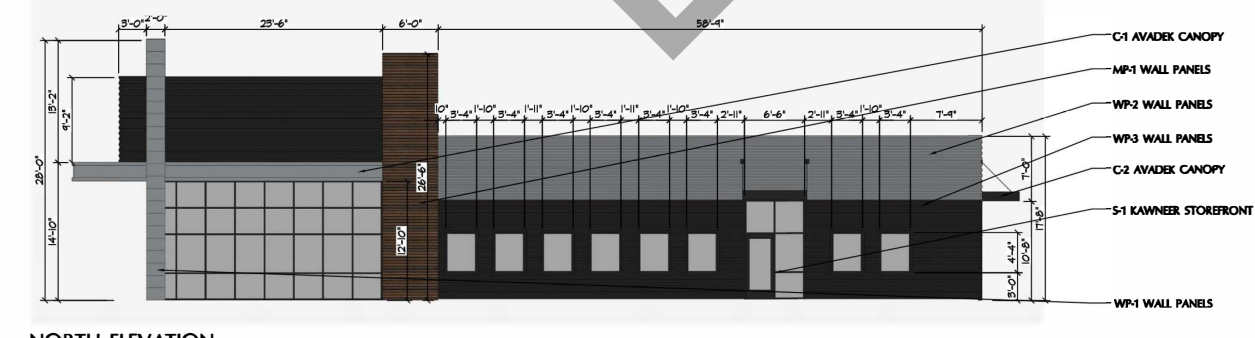 3'-0" 2'-0" 23'-6" 6'-0" 58'-9"
C-1 AVADEK CANOPY
MP-1 WALL PANELS
WP-2 WALL PANELS
WP-3 WALL PANELS
C-2 AVADEK CANOPY
S-1 KAWNEER STOREFRONT
WP-1 WALL PANELS
10" 3'-4" 1'-10" 3'-4" 1'-11" 3'-4" 1'-10" 3'-4" 1'-11" 3'-4" 1'-10" 3'-4" 2'-11" 6'-6" 2'-11" 3'-4" 1'-10" 3'-4" 7'-9"
28'-0"
13'-2"
9'-2"
14'-10"
12'-10"
26'-6"
7'-0"
17'-8"
10'-8"
4'-4"
3'-0"
NORTH ELEVATION